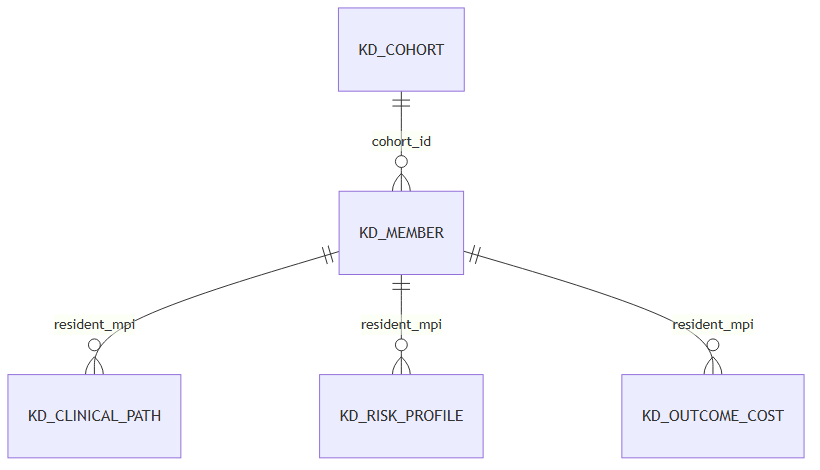 KD_COHORT
cohort_id
KD_MEMBER
resident_mpi
resident_mpi
resident_mpi
KD_CLINICAL_PATH
KD_RISK_PROFILE
KD_OUTCOME_COST